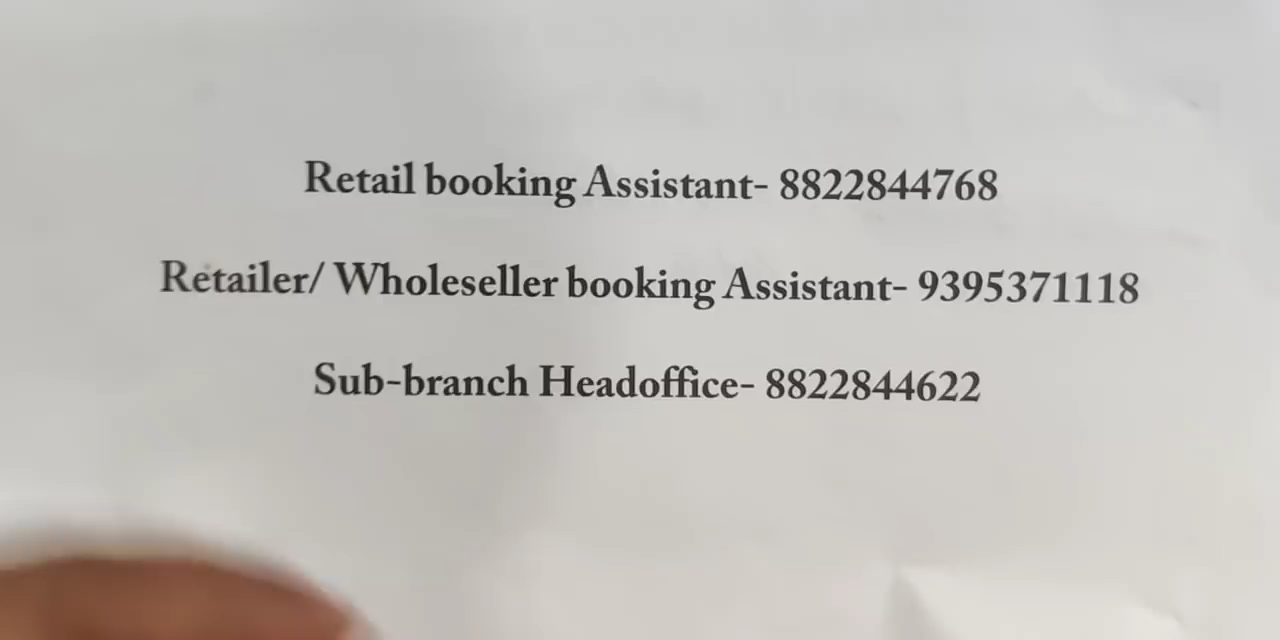 Retail booking Assistant- 8822844768
Retailer/ Wholeseller booking Assistant- 9395371118
Sub-branch Headoffice- 8822844622